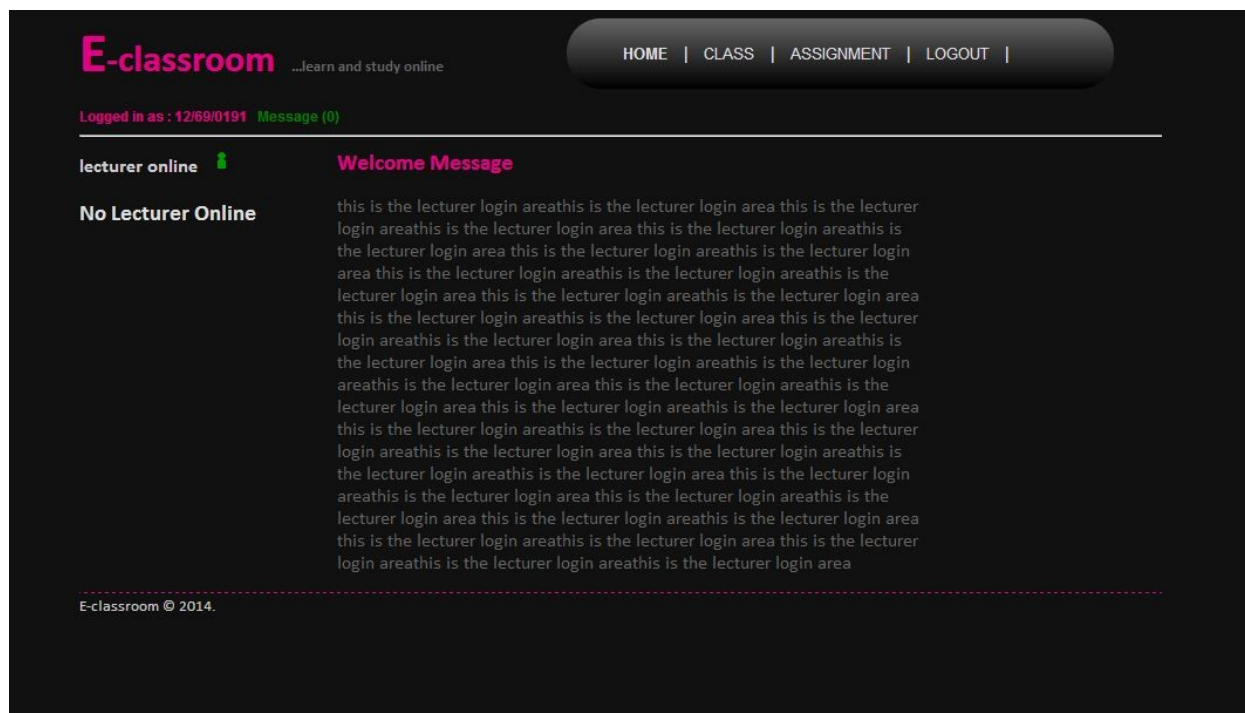 E-classroom ...learn and study online
HOME | CLASS | ASSIGNMENT | LOGOUT |
Logged in as : 12/69/0191 Message (0)
lecturer online
No Lecturer Online
Welcome Message
this is the lecturer login areathis is the lecturer login area this is the lecturer
login areathis is the lecturer login area this is the lecturer login areathis is
the lecturer login area this is the lecturer login areathis is the lecturer login
area this is the lecturer login areathis is the lecturer login areathis is the
lecturer login area this is the lecturer login areathis is the lecturer login area
this is the lecturer login areathis is the lecturer login area this is the lecturer
login areathis is the lecturer login area this is the lecturer login areathis is
the lecturer login area this is the lecturer login areathis is the lecturer login
areathis is the lecturer login area this is the lecturer login areathis is the
lecturer login area this is the lecturer login areathis is the lecturer login area
this is the lecturer login areathis is the lecturer login area this is the lecturer
login areathis is the lecturer login area this is the lecturer login areathis is
the lecturer login areathis is the lecturer login area this is the lecturer login
areathis is the lecturer login area this is the lecturer login areathis is the
lecturer login area this is the lecturer login areathis is the lecturer login area
this is the lecturer login areathis is the lecturer login area this is the lecturer
login areathis is the lecturer login areathis is the lecturer login area
E-classroom © 2014.